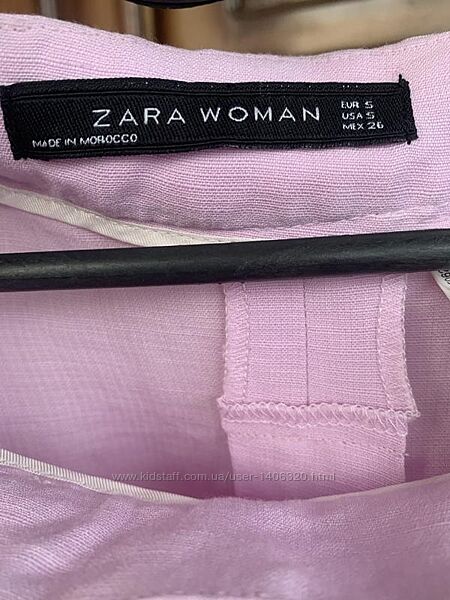 ZARA WOMAN
EUR S
USA S
MEX 26
MADE IN MOROCCO
www.kidstaff.com.ua/user-1406320.html